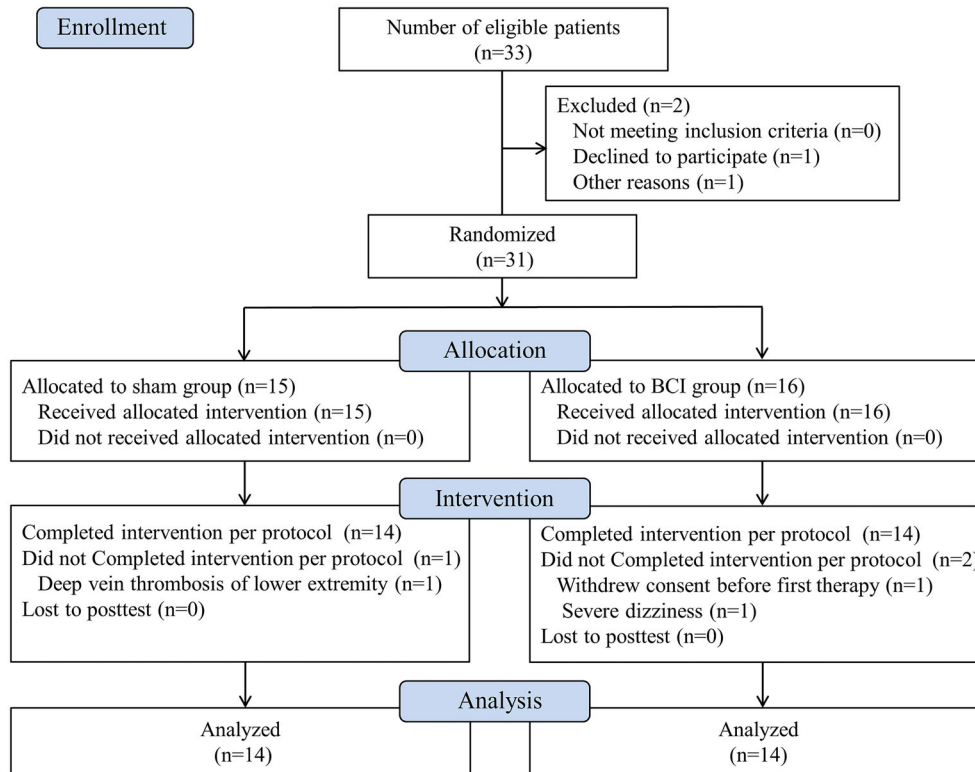 Enrollment
Number of eligible patients
(n=33)
Excluded (n=2)
Not meeting inclusion criteria (n=0)
Declined to participate (n=1)
Other reasons (n=1)
Randomized
(n=31)
Allocation
Allocated to sham group (n=15)
Received allocated intervention (n=15)
Did not received allocated intervention (n=0)
Allocated to BCI group (n=16)
Received allocated intervention (n=16)
Did not received allocated intervention (n=0)
Intervention
Completed intervention per protocol (n=14)
Did not Completed intervention per protocol (n=1)
Deep vein thrombosis of lower extremity (n=1)
Lost to posttest (n=0)
Completed intervention per protocol (n=14)
Did not Completed intervention per protocol (n=2)
Withdrew consent before first therapy (n=1)
Severe dizziness (n=1)
Lost to posttest (n=0)
Analysis
Analyzed
(n=14)
Analyzed
(n=14)